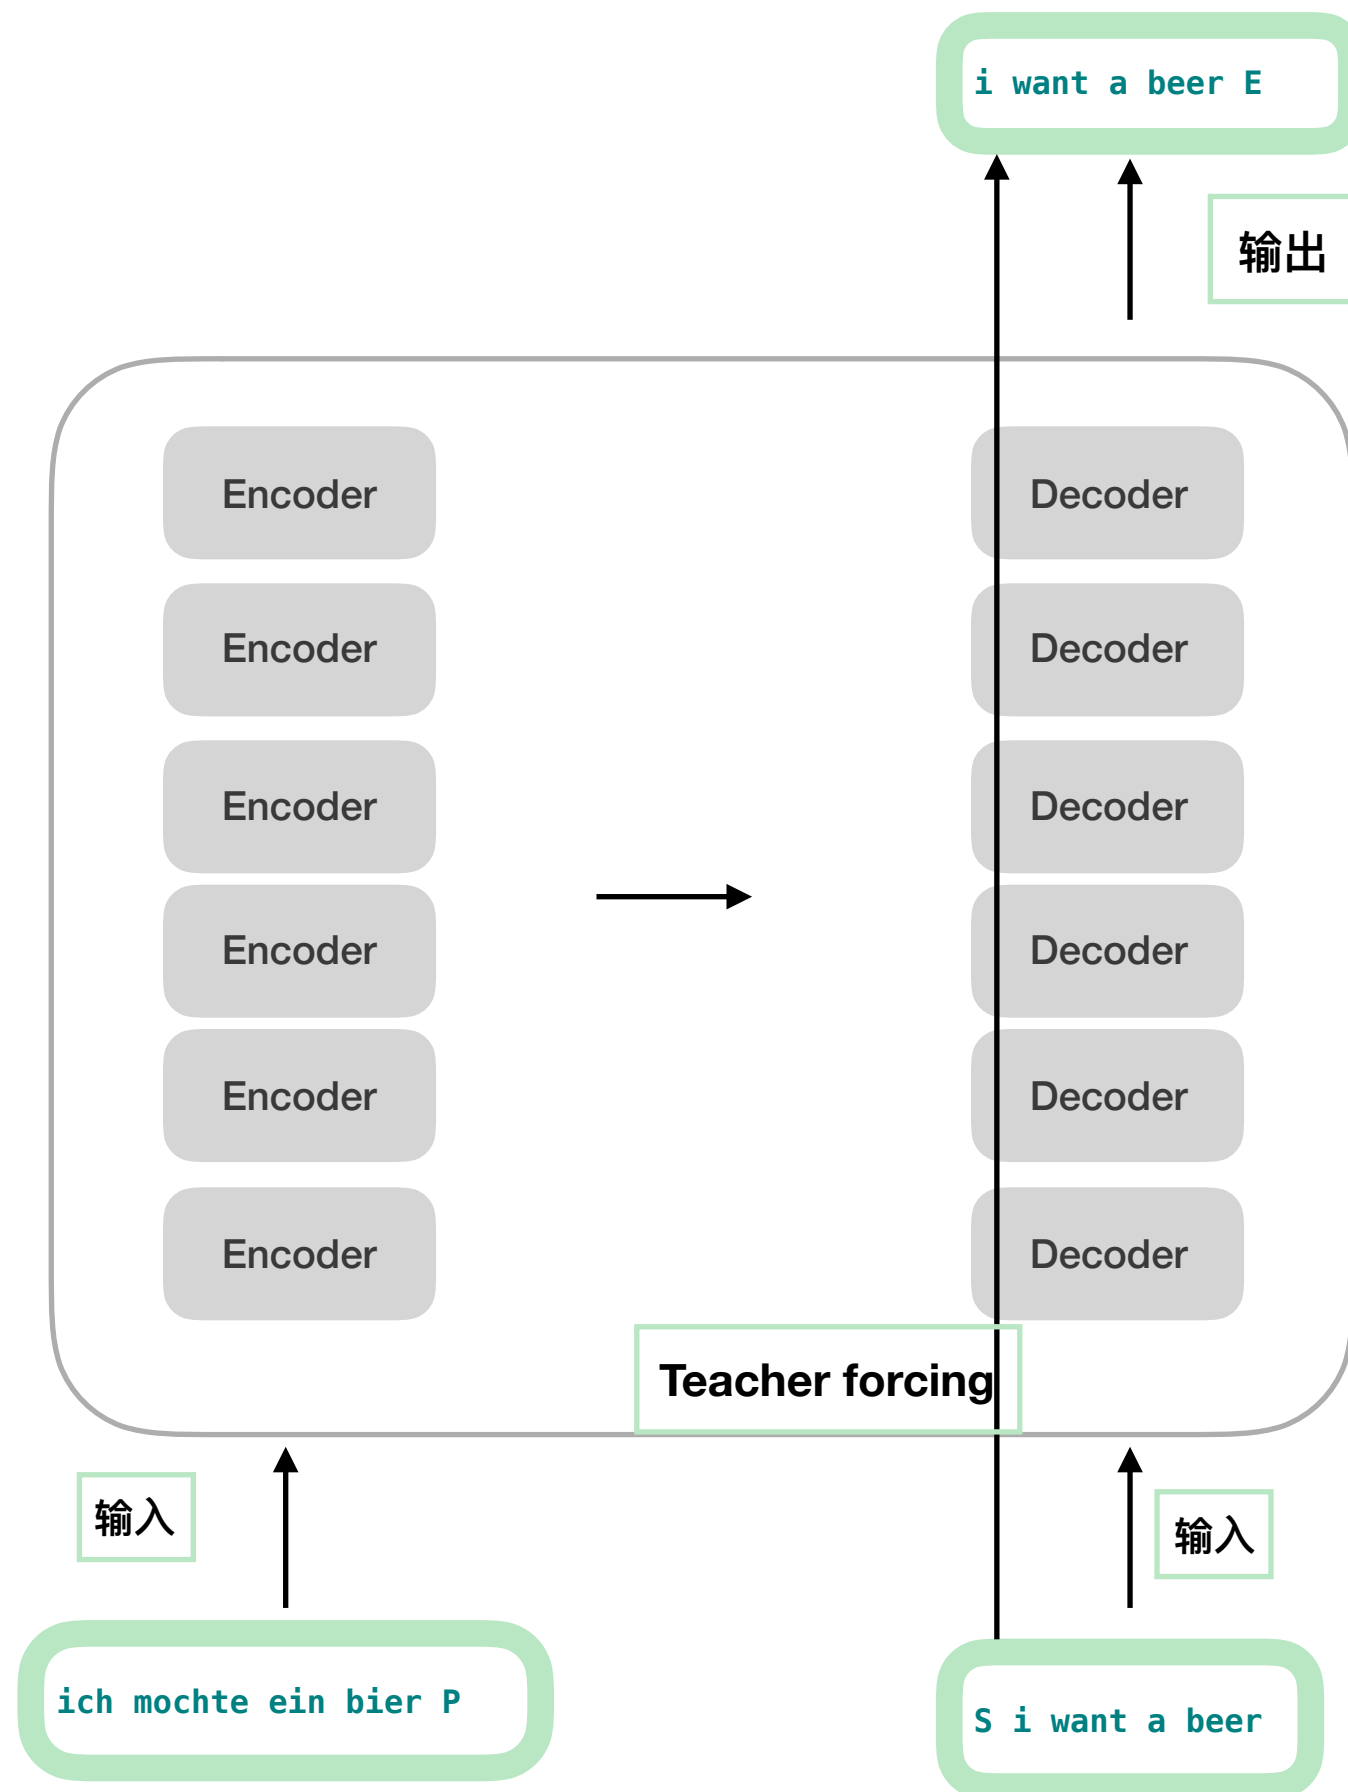 i want a beer E
输出
Encoder
Decoder
Encoder
Decoder
Encoder
Decoder
Encoder
Decoder
Encoder
Decoder
Encoder
Decoder
Teacher forcing
输入
输入
ich mochte ein bier P
S i want a beer